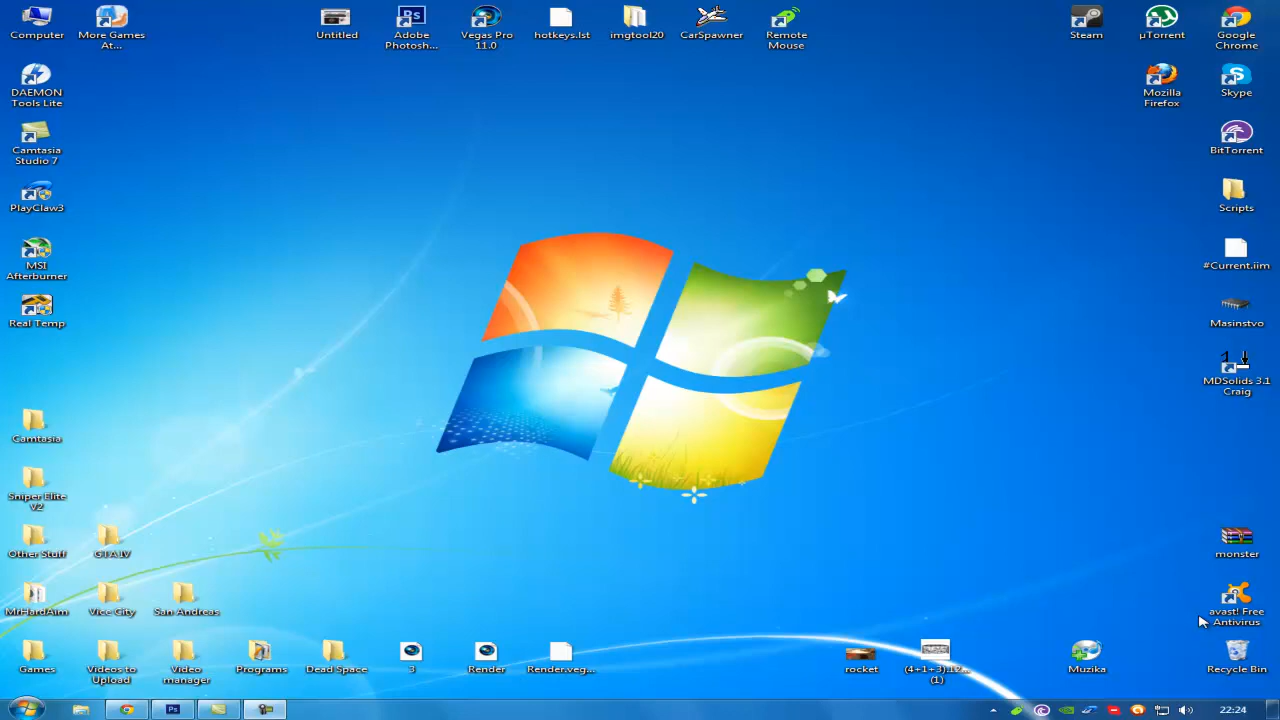 Computer
More Games
At...
Untitled
Adobe
Photosh...
Vegas Pro
11.0
hotkeys.lst
imgtool20
CarSpawner
Remote
Mouse
Steam
µTorrent
Google
Chrome
DAEMON
Tools Lite
Mozilla
Firefox
Skype
Camtasia
Studio 7
BitTorrent
PlayClaw3
Scripts
MSI
Afterburner
#Current.iim
Real Temp
Masinstvo
MDSolids 3.1
Craig
Camtasia
Sniper Elite
V2
Other Stuff
GTA IV
monster
MrHardAim
Vice City
San Andreas
avast! Free
Antivirus
Games
Videos to
Upload
Video
manager
Programs
Dead Space
3
Render
Render.veg...
rocket
(4+1+3).12...
(1)
Muzika
Recycle Bin
Ps
22:24